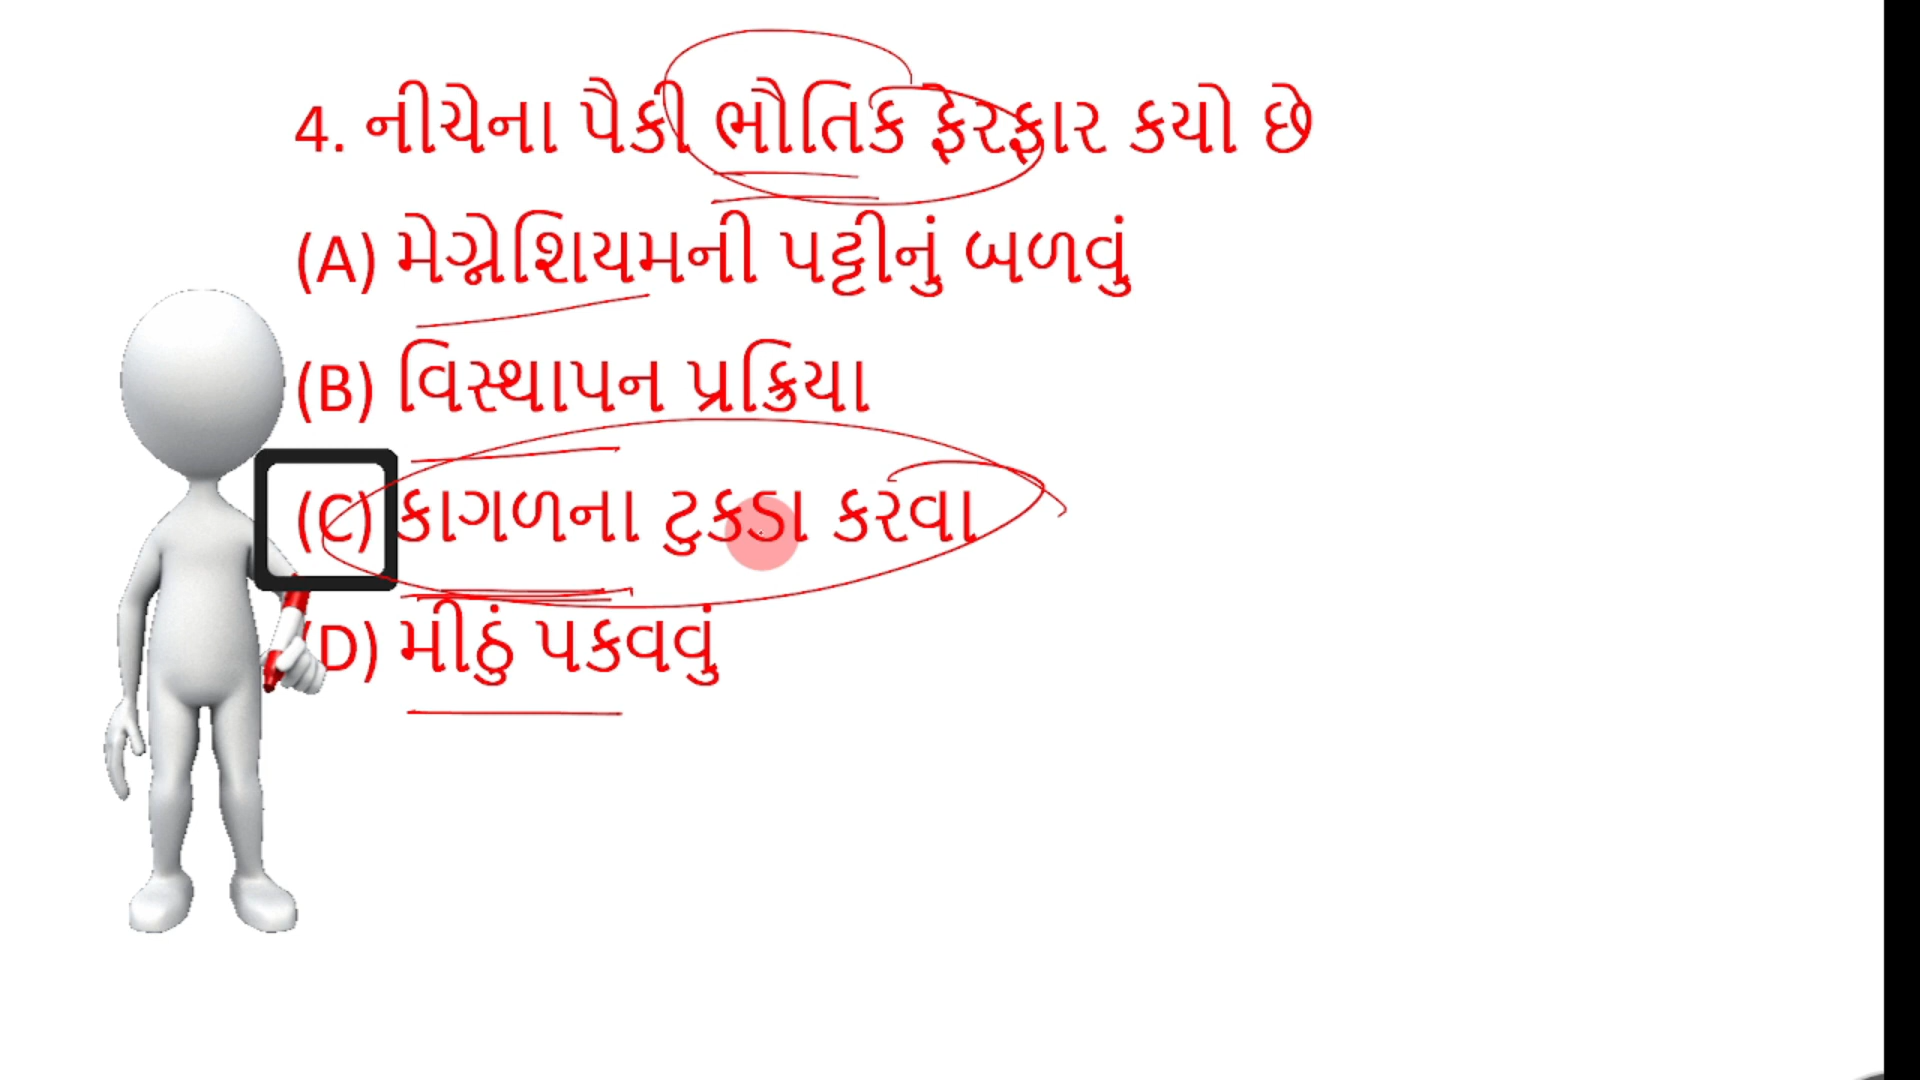 4. નીચેના પૈકી ભૌતિક ફેરફાર કયો છે
(A) મેગ્નેશિયમની પટ્ટીનું બળવું
(B) વિસ્થાપન પ્રક્રિયા
(C) કાગળના ટુકડા કરવા
(D) મીઠું પકવવું